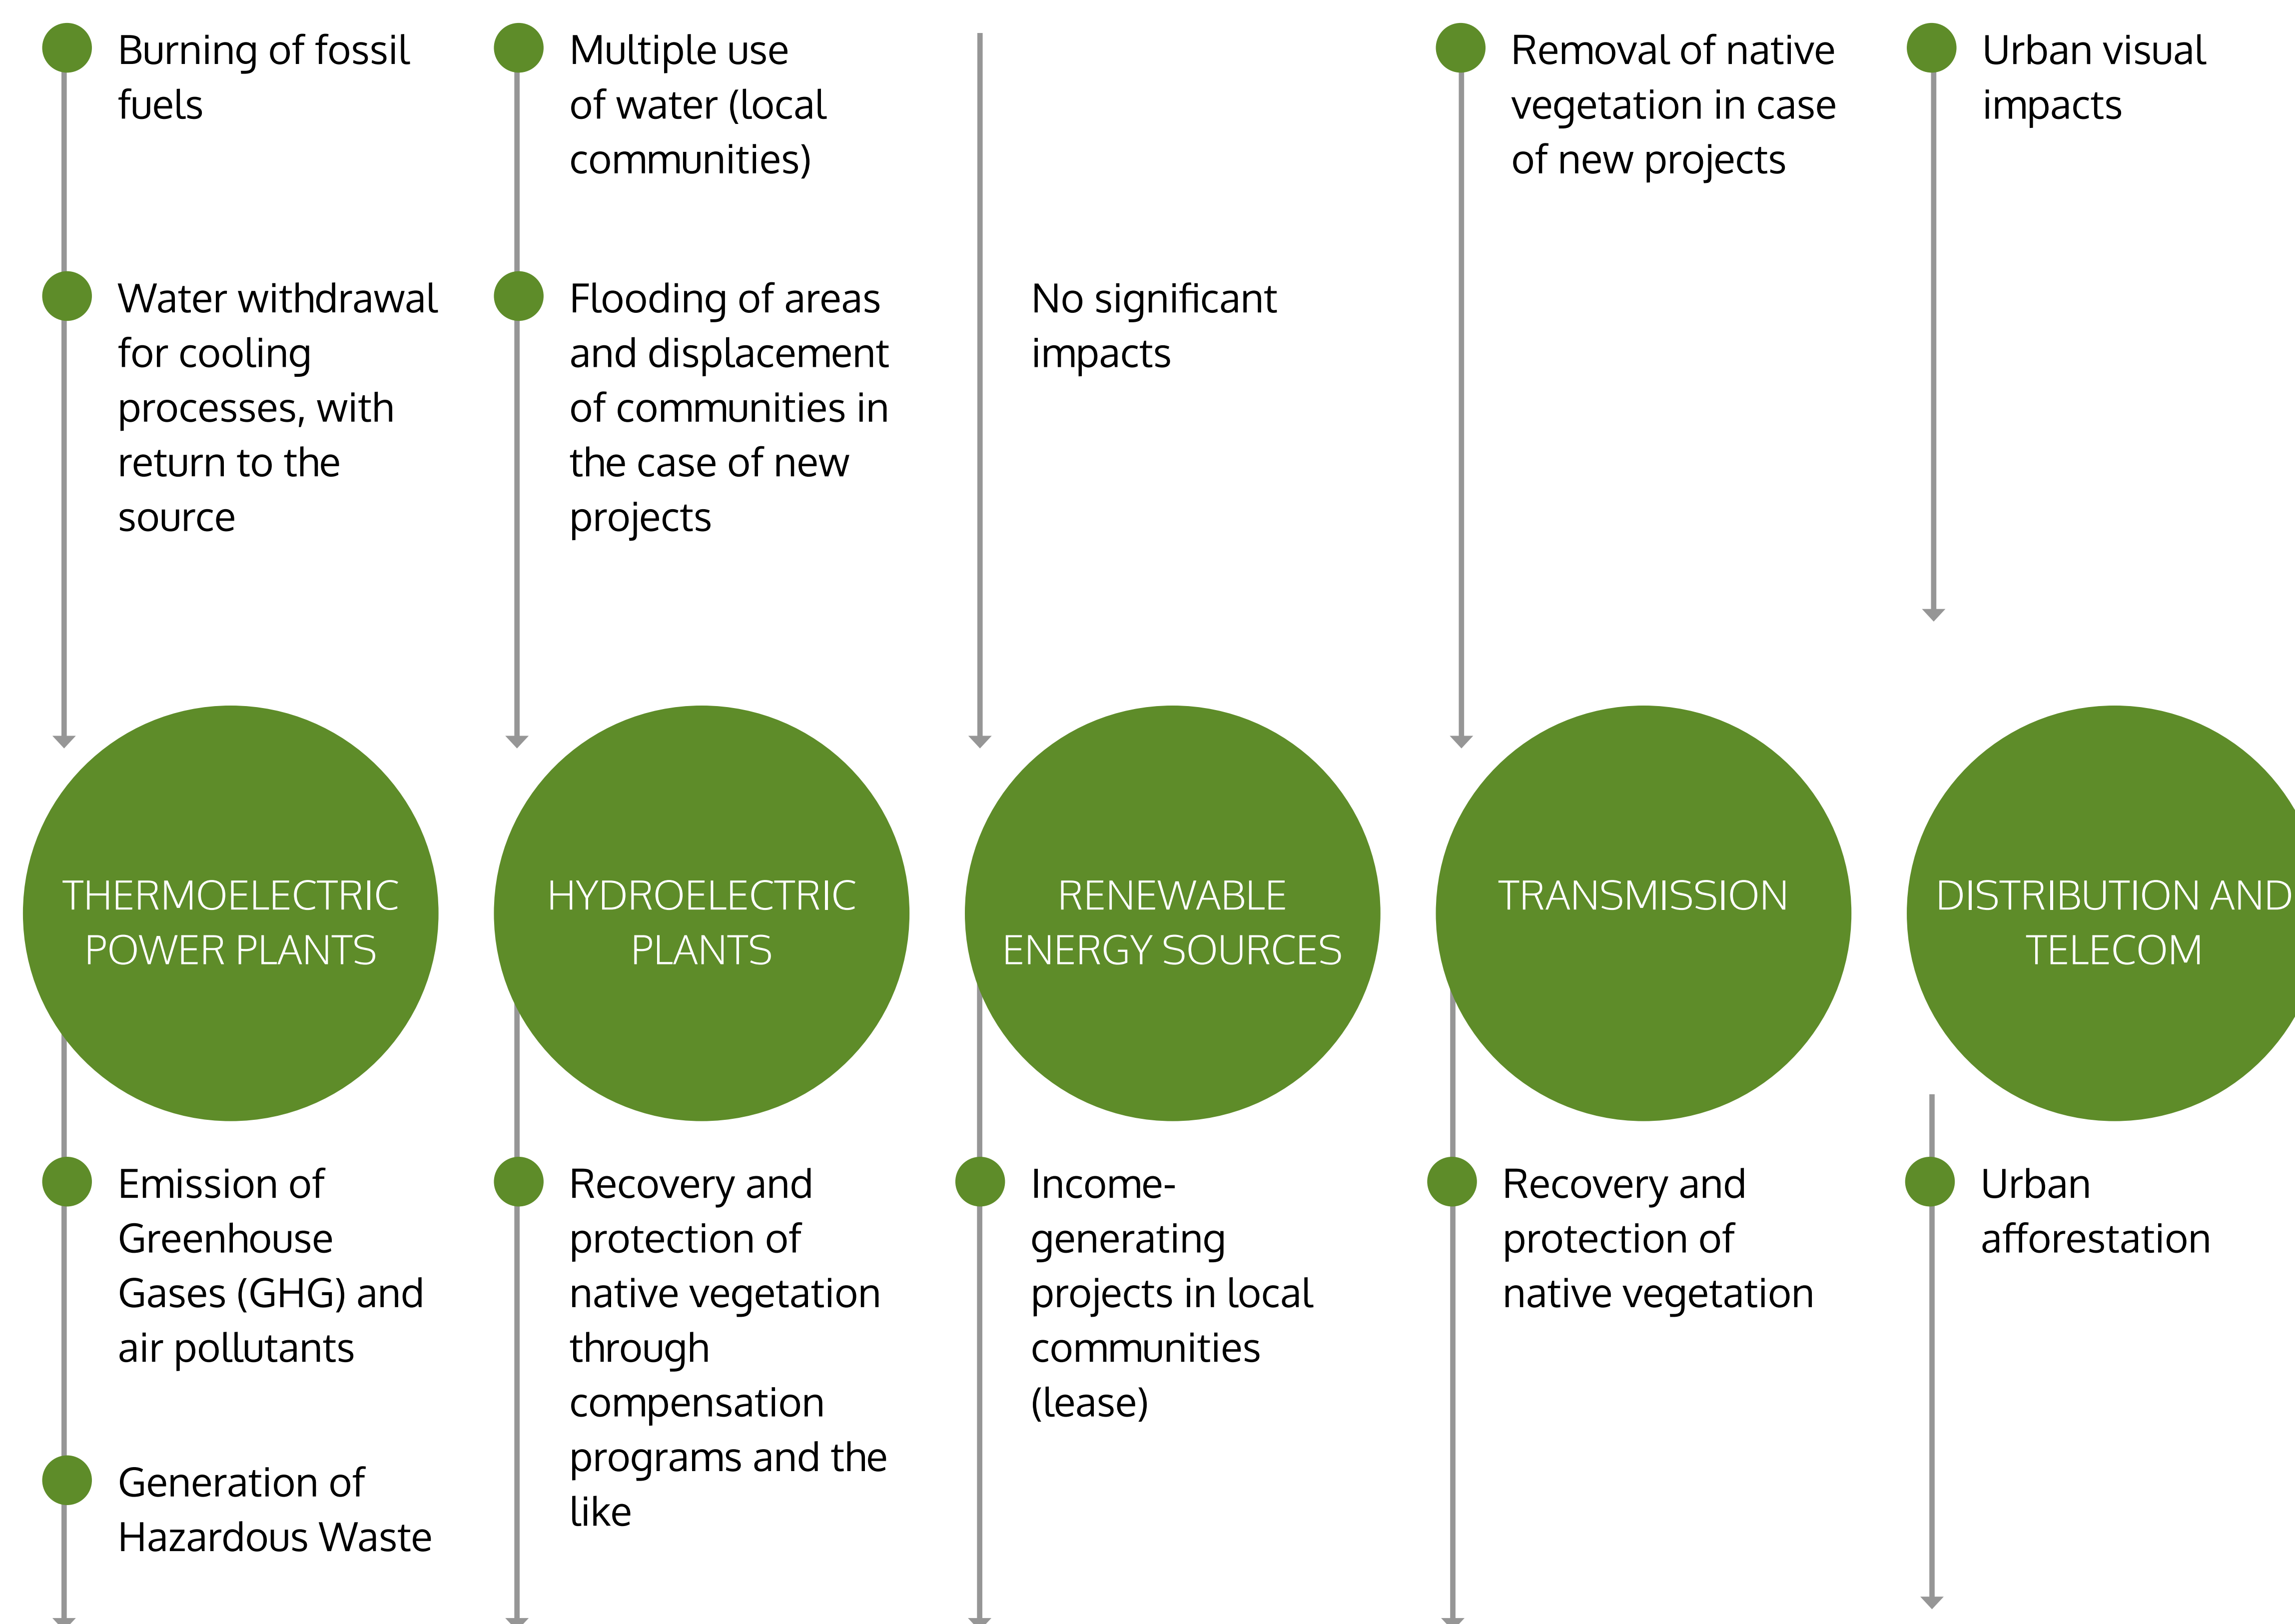 Burning of fossil
fuels
Water withdrawal
for cooling
processes, with
return to the
source
Multiple use
of water (local
communities)
Flooding of areas
and displacement
of communities in
the case of new
projects
No significant
impacts
Removal of native
vegetation in case
of new projects
Urban visual
impacts
THERMOELECTRIC
POWER PLANTS
HYDROELECTRIC
PLANTS
RENEWABLE
ENERGY SOURCES
TRANSMISSION
DISTRIBUTION AND
TELECOM
Emission of
Greenhouse
Gases (GHG) and
air pollutants
Generation of
Hazardous Waste
Recovery and
protection of
native vegetation
through
compensation
programs and the
like
Income-
generating
projects in local
communities
(lease)
Recovery and
protection of
native vegetation
Urban
afforestation